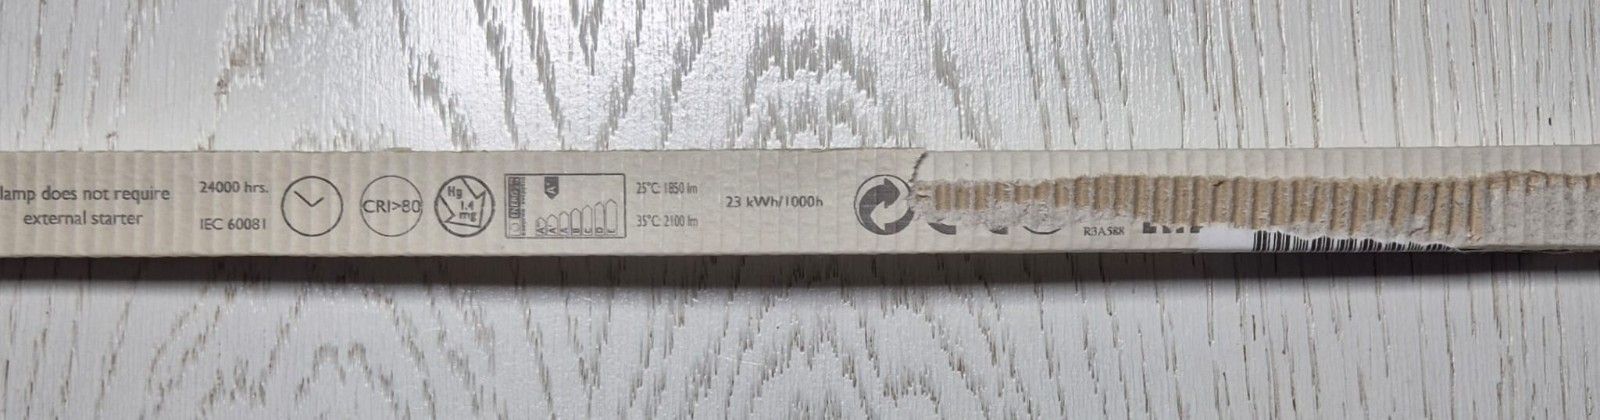 lamp does not require
external starter
24000 hrs.
IEC 60081
CRI>80
Hg
1.4
mg
25°C 1850 lm
35°C 2100 lm
23 kWh/1000h
R3A588